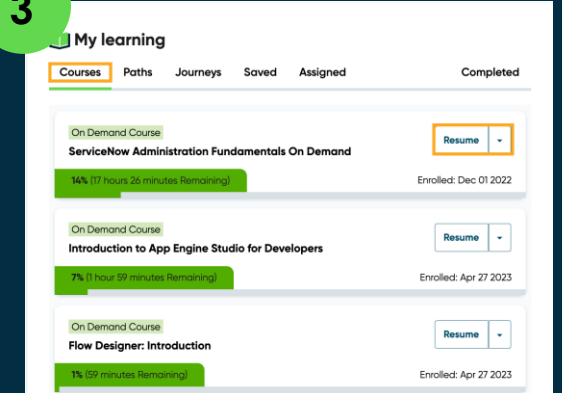 3
My learning
Courses Paths Journeys Saved Assigned Completed
On Demand Course
ServiceNow Administration Fundamentals On Demand
Resume
14% (17 hours 26 minutes Remaining)
Enrolled: Dec 01 2022
On Demand Course
Introduction to App Engine Studio for Developers
Resume
7% (1 hour 59 minutes Remaining)
Enrolled: Apr 27 2023
On Demand Course
Flow Designer: Introduction
Resume
1% (59 minutes Remaining)
Enrolled: Apr 27 2023